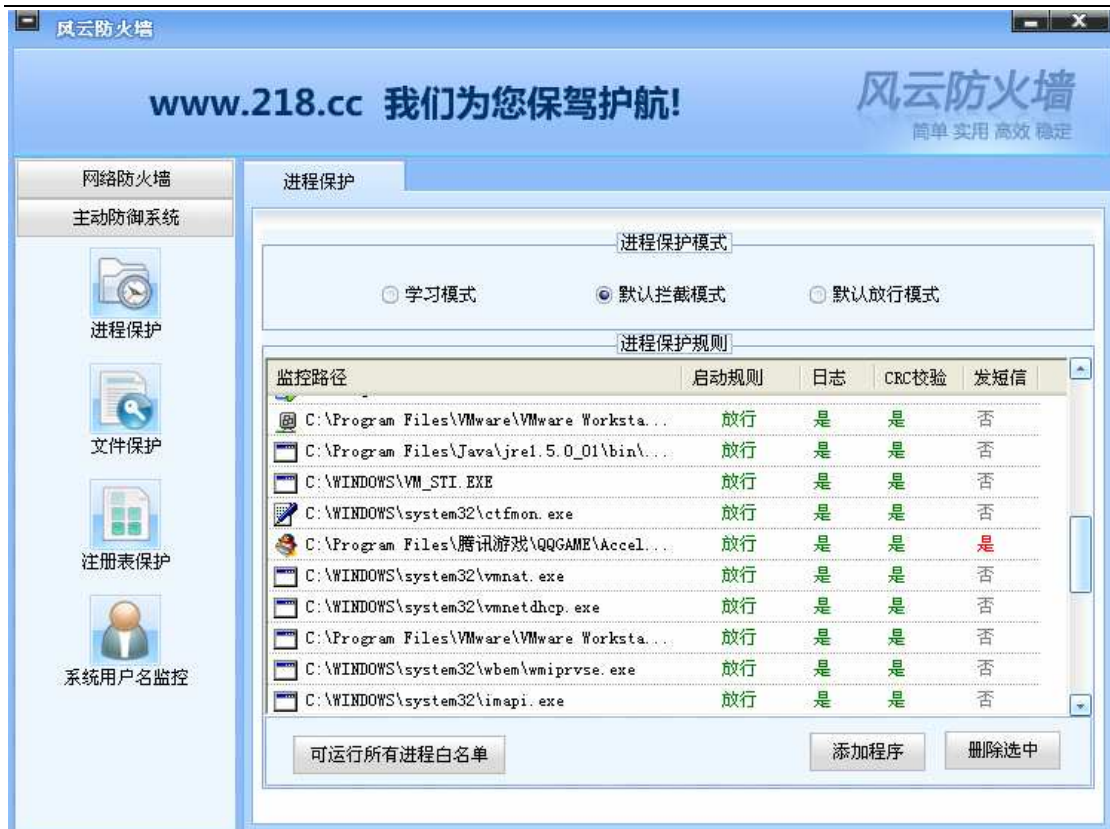 风云防火墙
www.218.cc 我们为您保驾护航!
风云防火墙
简单 实用 高效 稳定
网络防火墙
主动防御系统
进程保护
文件保护
注册表保护
系统用户名监控
进程保护
进程保护模式
学习模式 默认拦截模式 默认放行模式
进程保护规则
监控路径 启动规则 日志 CRC校验 发短信
C:\Program Files\VMware\VMware Worksta... 放行 是 是 否
C:\Program Files\Java\jre1.5.0_01\bin\... 放行 是 是 否
C:\WINDOWS\VM_STI.EXE 放行 是 是 否
C:\WINDOWS\system32\ctfmon.exe 放行 是 是 否
C:\Program Files\腾讯游戏\QQGAME\Accel... 放行 是 是 是
C:\WINDOWS\system32\vmnat.exe 放行 是 是 否
C:\WINDOWS\system32\vmnetdhcp.exe 放行 是 是 否
C:\Program Files\VMware\VMware Worksta... 放行 是 是 否
C:\WINDOWS\system32\wbem\wmiprvse.exe 放行 是 是 否
C:\WINDOWS\system32\imapi.exe 放行 是 是 否
可运行所有进程白名单 添加程序 删除选中